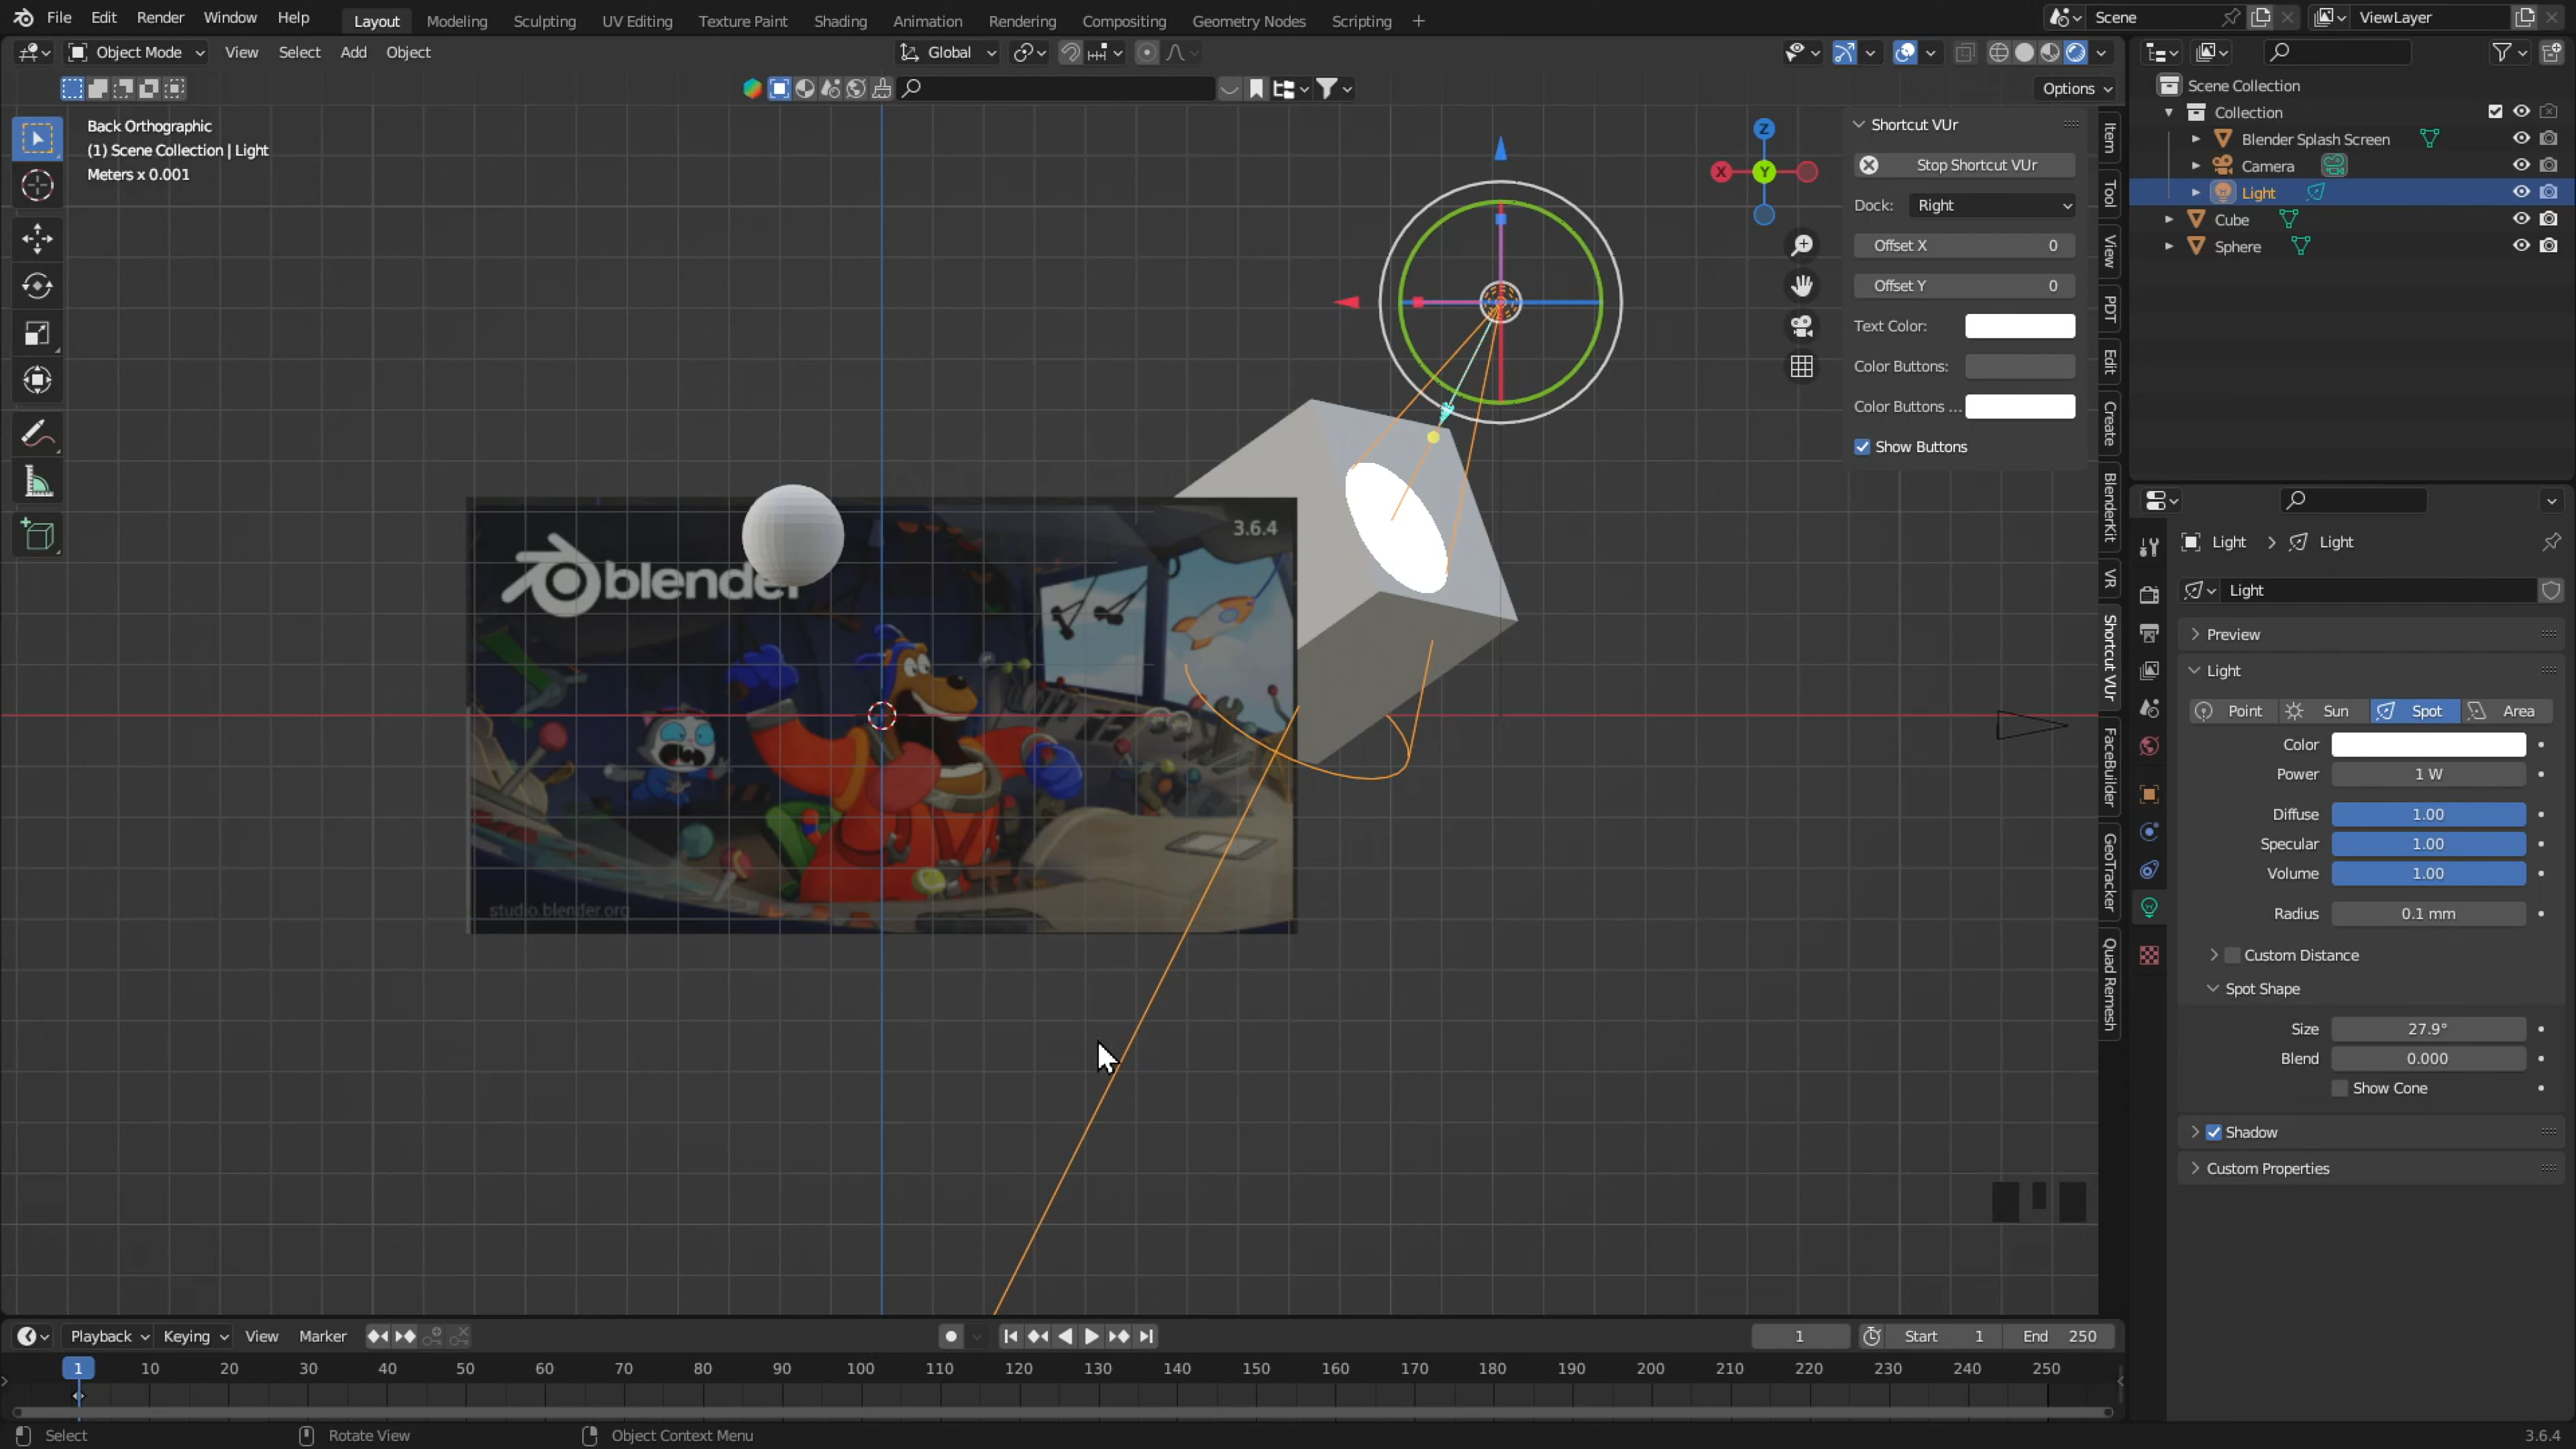 File Edit Render Window Help Layout Modeling Sculpting UV Editing Texture Paint Shading Animation Rendering Compositing Geometry Nodes Scripting + Scene ViewLayer
Object Mode View Select Add Object Global
Options
Back Orthographic
(1) Scene Collection | Light
Meters x 0.001
Z
X
Y
Shortcut VUr
Stop Shortcut VUr
Dock: Right
Offset X 0
Offset Y 0
Text Color:
Color Buttons:
Color Buttons ...
Show Buttons
Item
Tool
View
PDT
Edit
Create
BlenderKit
VR
Shortcut VUr
FaceBuilder
GeoTracker
Quad Remesh
Scene Collection
Collection
Blender Splash Screen
Camera
Light
Cube
Sphere
3.6.4
blender
studio.blender.org
Light > Light
Light
Preview
Light
Point Sun Spot Area
Color
Power 1 W
Diffuse 1.00
Specular 1.00
Volume 1.00
Radius 0.1 mm
Custom Distance
Spot Shape
Size 27.9°
Blend 0.000
Show Cone
Shadow
Custom Properties
Playback Keying View Marker 1 Start 1 End 250
1 10 20 30 40 50 60 70 80 90 100 110 120 130 140 150 160 170 180 190 200 210 220 230 240 250
Select Rotate View Object Context Menu 3.6.4